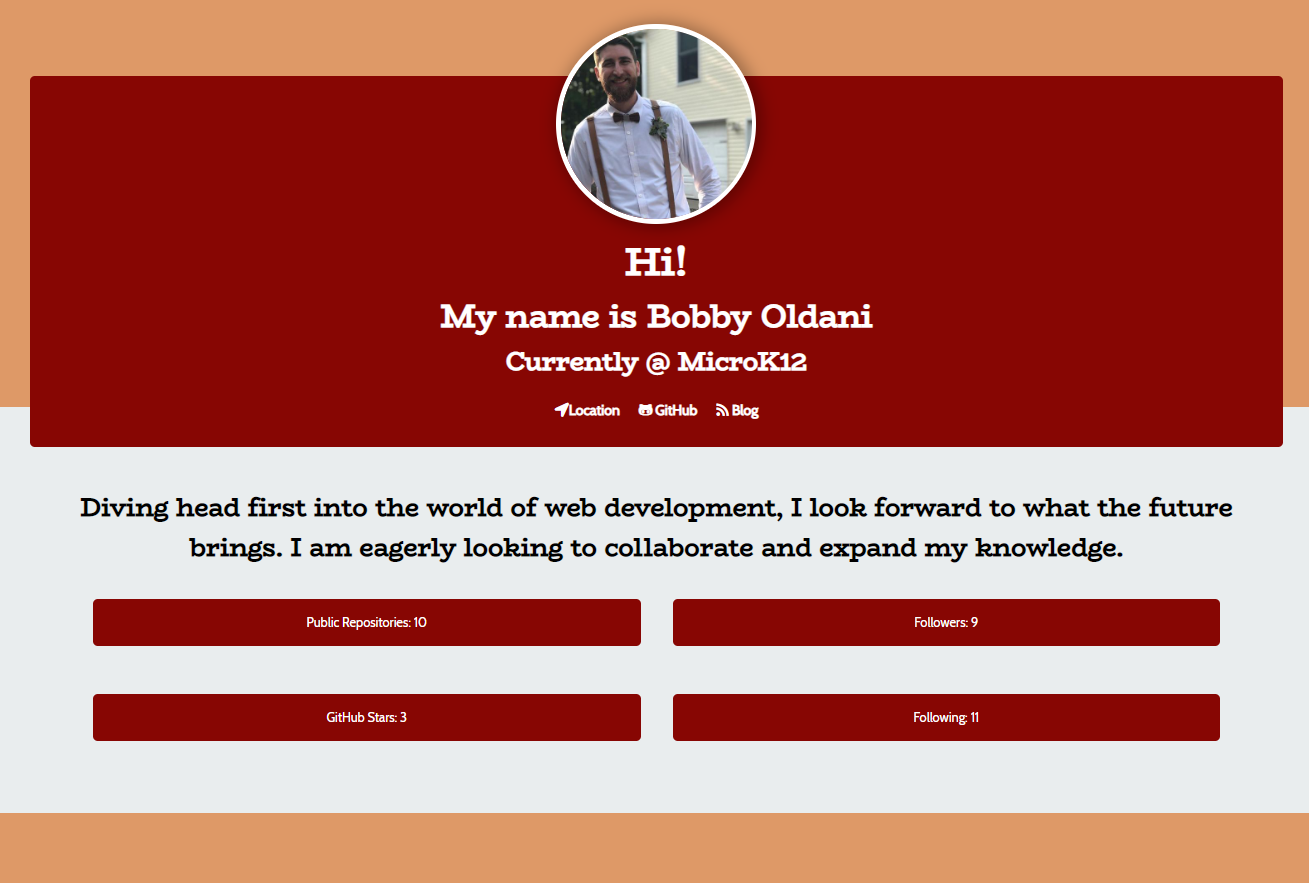 Hi!
My name is Bobby Oldani
Currently @ MicroK12
Location GitHub Blog
Diving head first into the world of web development, I look forward to what the future
brings. I am eagerly looking to collaborate and expand my knowledge.
Public Repositories: 10
Followers: 9
GitHub Stars: 3
Following: 11